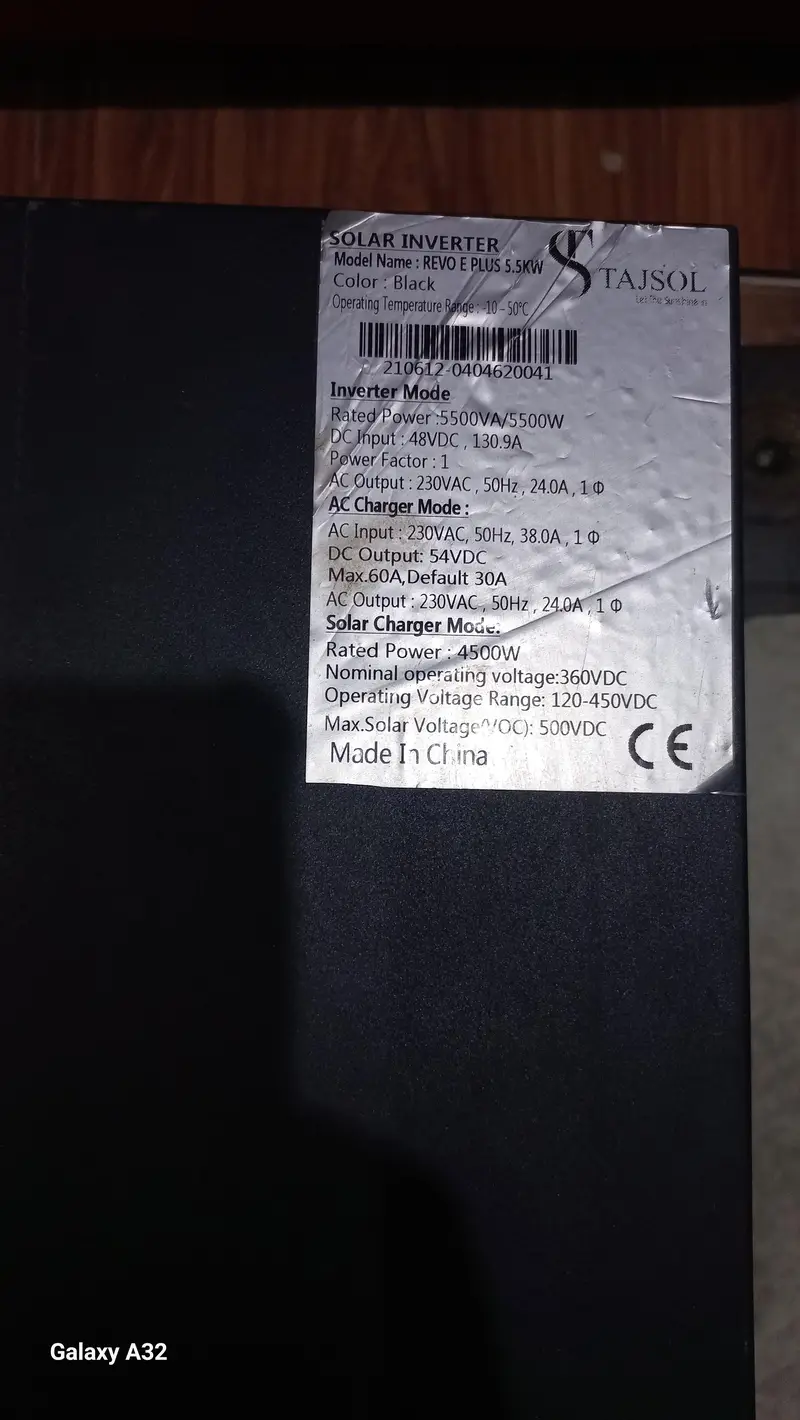 SOLAR INVERTER
Model Name : REVO E PLUS 5.5KW
TAJSOL
Let The Sunshine in
Color : Black
Operating Temperature Range : -10 - 50°C
210612-0404620041
Inverter Mode
Rated Power :5500VA/5500W
DC Input : 48VDC , 130.9A
Power Factor : 1
AC Output : 230VAC , 50Hz , 24.0A , 1 Φ
AC Charger Mode :
AC Input : 230VAC, 50Hz, 38.0A , 1 Φ
DC Output: 54VDC
Max.60A,Default 30A
AC Output : 230VAC , 50Hz , 24.0A , 1 Φ
Solar Charger Mode:
Rated Power : 4500W
Nominal operating voltage:360VDC
Operating Voltage Range: 120-450VDC
Max.Solar Voltage(VOC): 500VDC
Made In China
CE
Galaxy A32